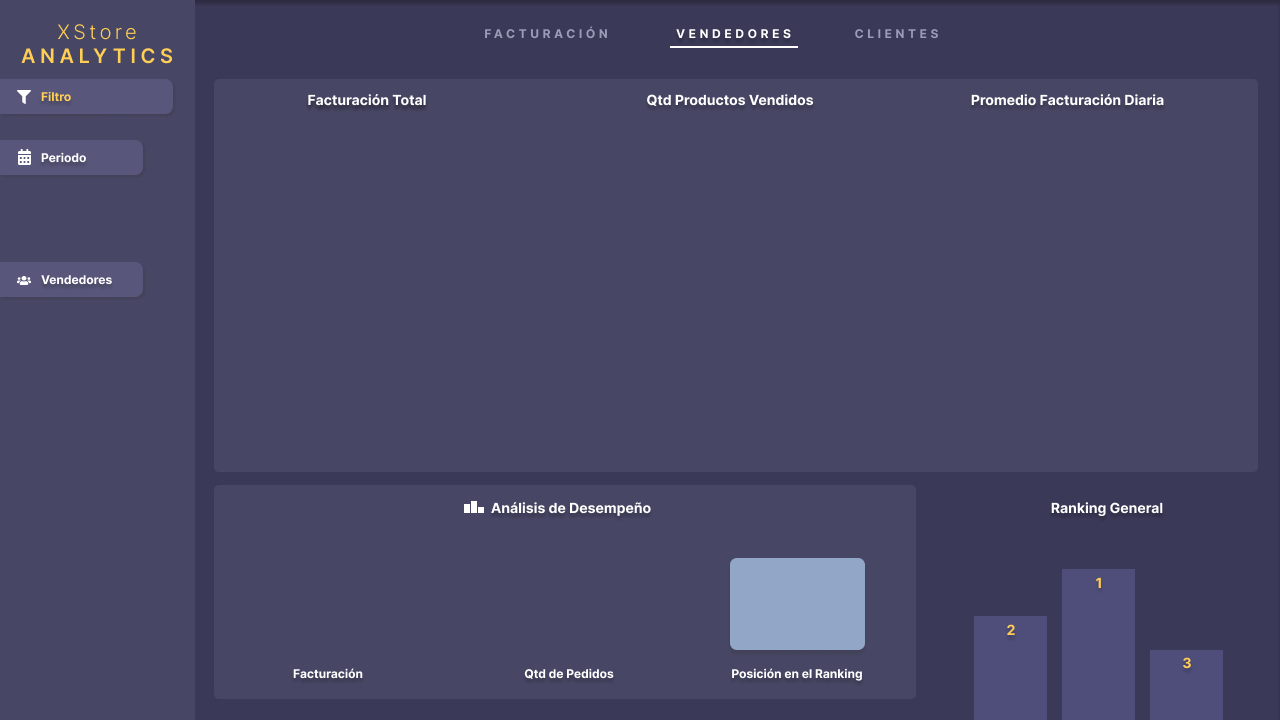 XStore
ANALYTICS
Filtro
Periodo
Vendedores
FACTURACIÓN
VENDEDORES
CLIENTES
Facturación Total
Qtd Productos Vendidos
Promedio Facturación Diaria
Análisis de Desempeño
Facturación
Qtd de Pedidos
Posición en el Ranking
Ranking General
1
2
3